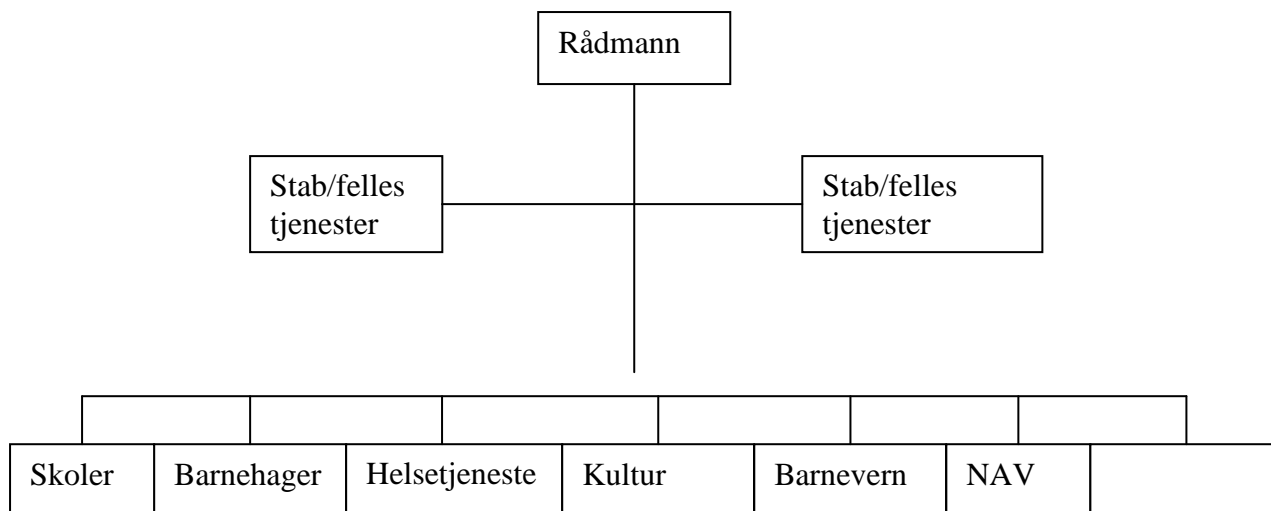 Rådmann
Stab/felles
tjenester
Stab/felles
tjenester
Skoler
Barnehager
Helsetjeneste
Kultur
Barnevern
NAV